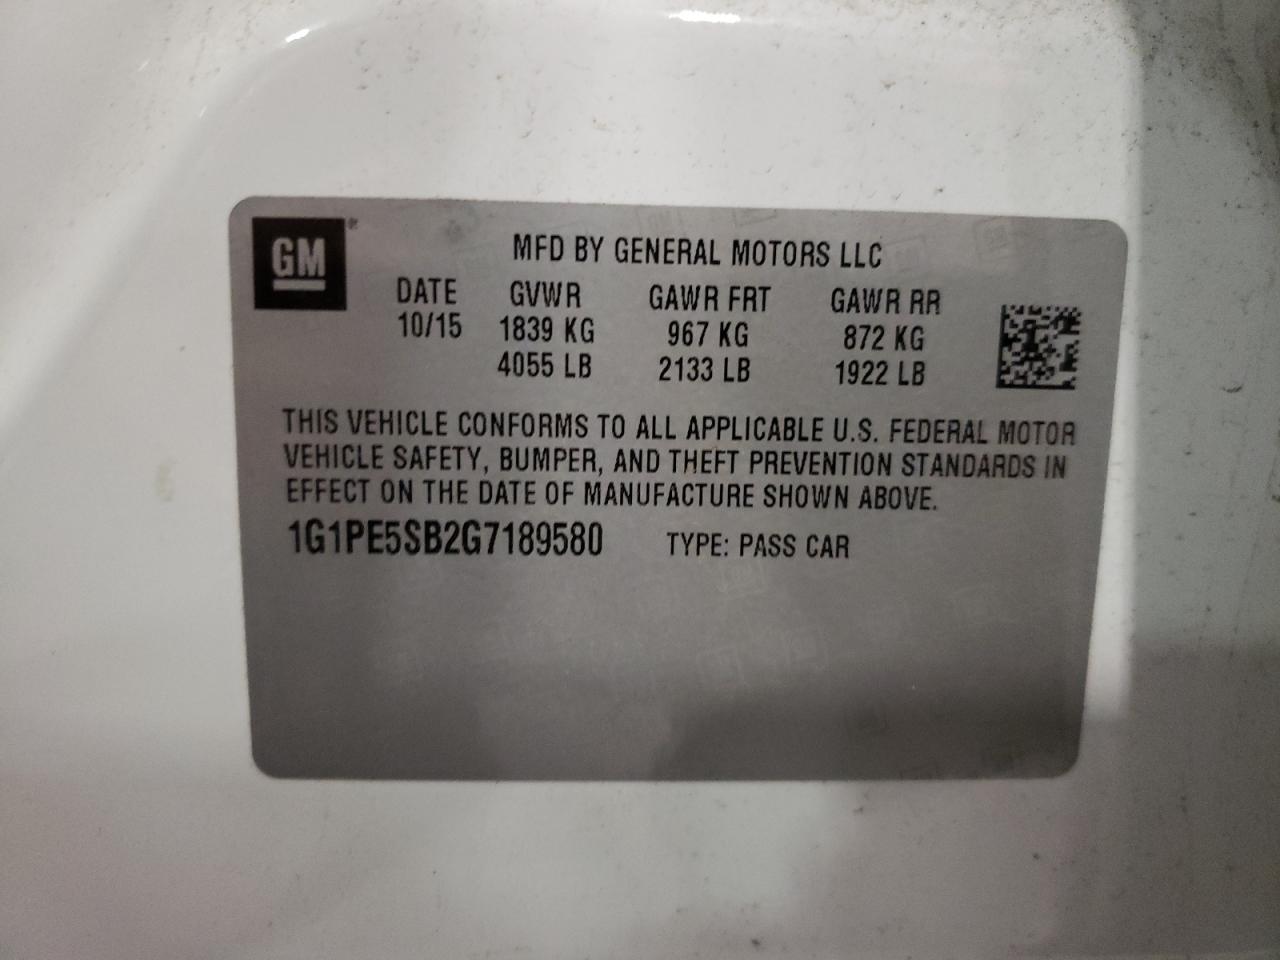 GM
MFD BY GENERAL MOTORS LLC
DATE GVWR GAWR FRT GAWR RR
10/15 1839 KG 967 KG 872 KG
4055 LB 2133 LB 1922 LB
THIS VEHICLE CONFORMS TO ALL APPLICABLE U.S. FEDERAL MOTOR
VEHICLE SAFETY, BUMPER, AND THEFT PREVENTION STANDARDS IN
EFFECT ON THE DATE OF MANUFACTURE SHOWN ABOVE.
1G1PE5SB2G7189580 TYPE: PASS CAR